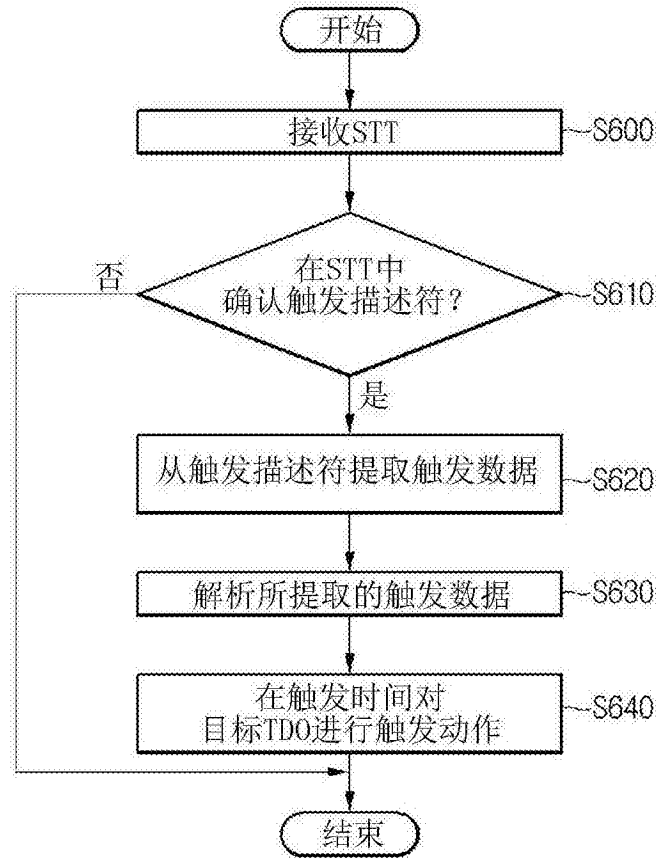 开始
接收STT
S600
在STT中
确认触发描述符?
S610
否
是
从触发描述符提取触发数据
S620
解析所提取的触发数据
S630
在触发时间对
目标TDO进行触发动作
S640
结束